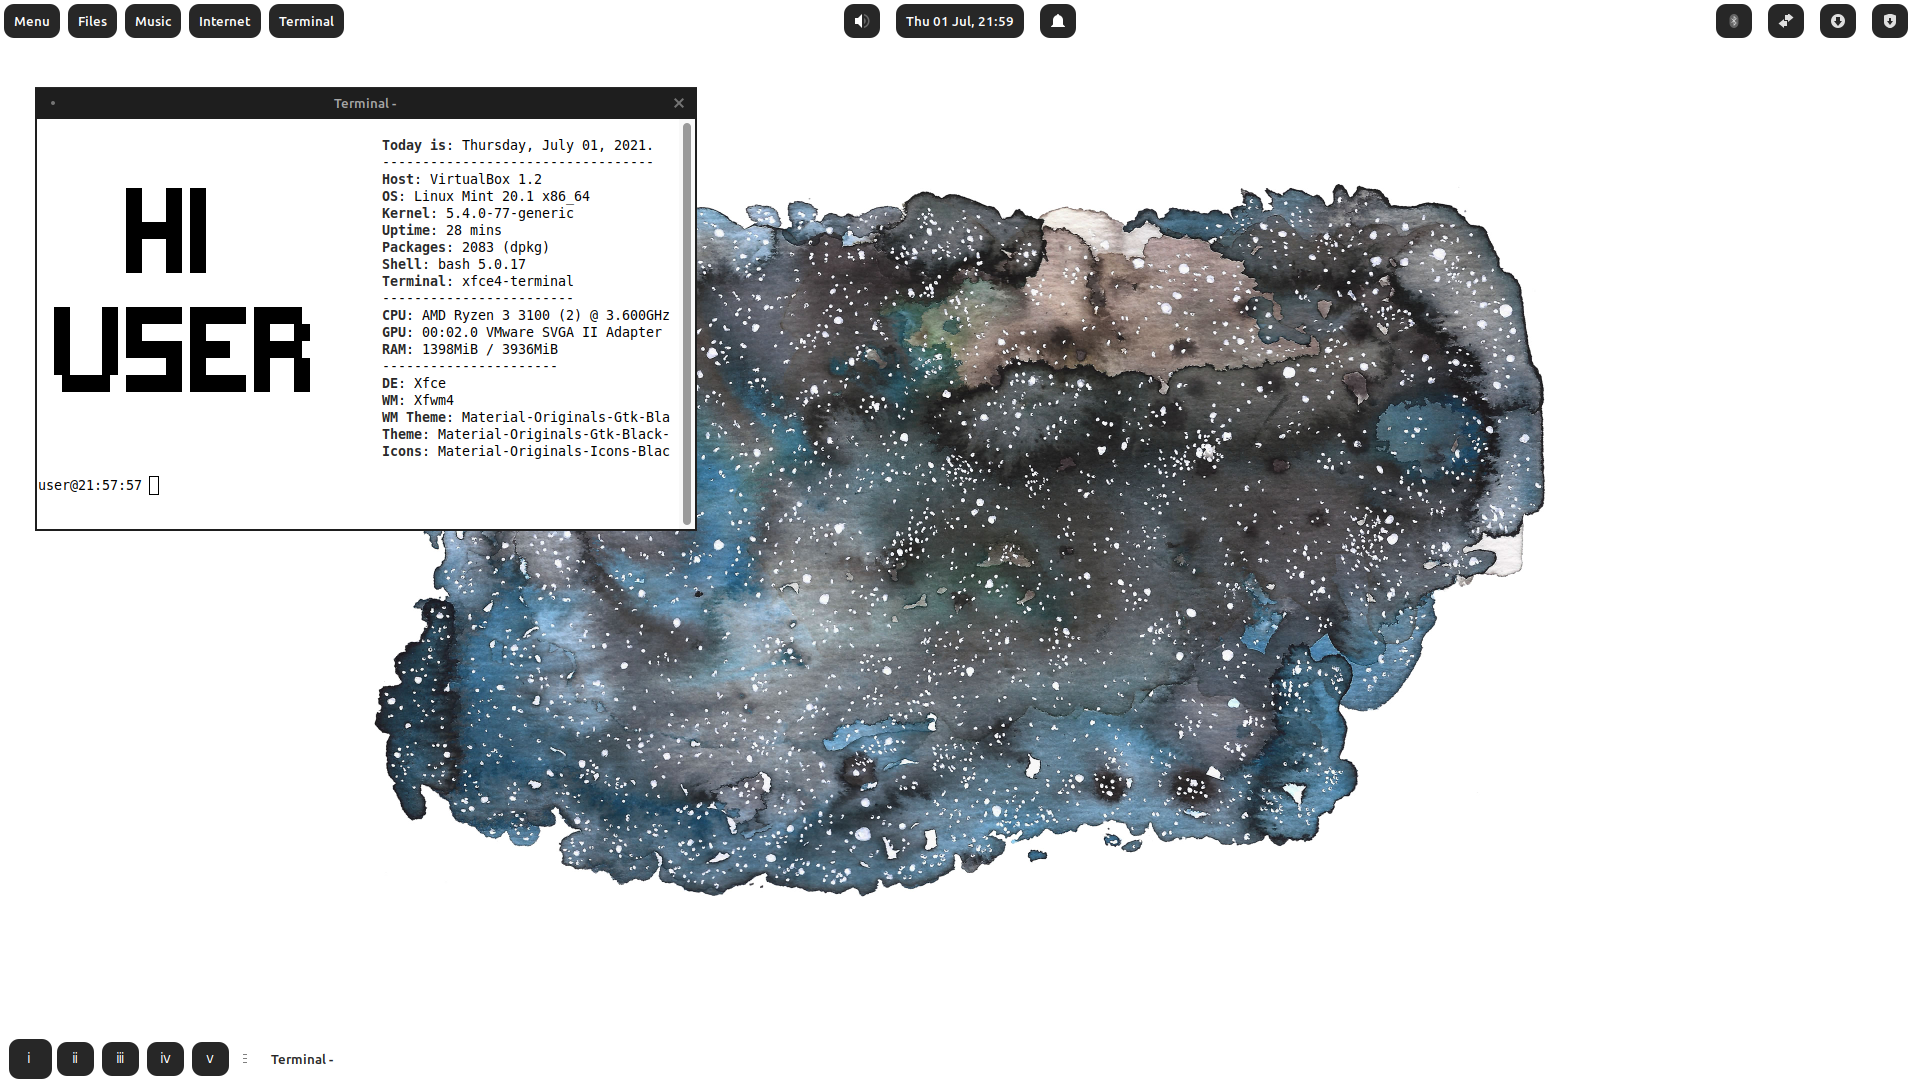 Menu Files Music Internet Terminal Thu 01 Jul, 21:59
Terminal -
HI
USER
Today is: Thursday, July 01, 2021.
----------------------------------
Host: VirtualBox 1.2
OS: Linux Mint 20.1 x86_64
Kernel: 5.4.0-77-generic
Uptime: 28 mins
Packages: 2083 (dpkg)
Shell: bash 5.0.17
Terminal: xfce4-terminal
------------------------
CPU: AMD Ryzen 3 3100 (2) @ 3.600GHz
GPU: 00:02.0 VMware SVGA II Adapter
RAM: 1398MiB / 3936MiB
----------------------
DE: Xfce
WM: Xfwm4
WM Theme: Material-Originals-Gtk-Bla
Theme: Material-Originals-Gtk-Black-
Icons: Material-Originals-Icons-Blac
user@21:57:57
i ii iii iv v Terminal -